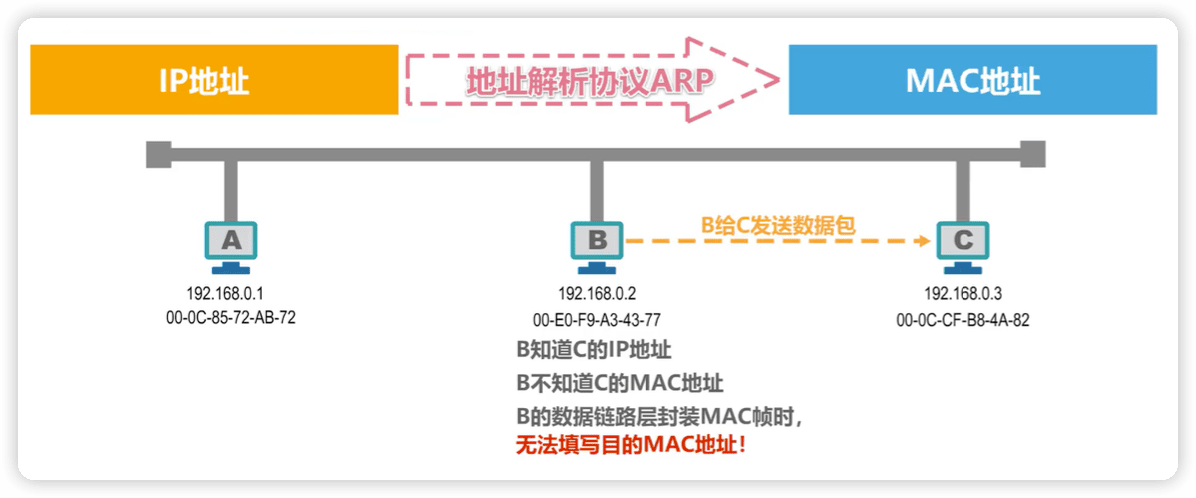 IP地址
地址解析协议ARP
MAC地址
B给C发送数据包
A
B
C
192.168.0.1
00-0C-85-72-AB-72
192.168.0.2
00-E0-F9-A3-43-77
192.168.0.3
00-0C-CF-B8-4A-82
B知道C的IP地址
B不知道C的MAC地址
B的数据链路层封装MAC帧时，
无法填写目的MAC地址！